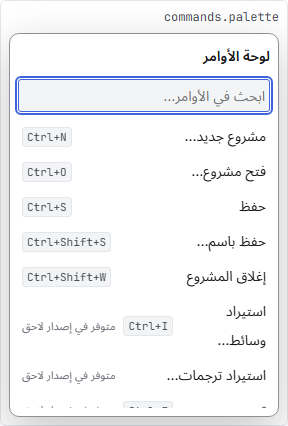 commands.palette
لوحة الأوامر
ابحث في الأوامر...
مشروع جديد... Ctrl+N
فتح مشروع... Ctrl+O
حفظ Ctrl+S
حفظ باسم... Ctrl+Shift+S
إغلاق المشروع Ctrl+Shift+W
استيراد وسائط... Ctrl+I متوفر في إصدار لاحق
استيراد ترجمات... متوفر في إصدار لاحق